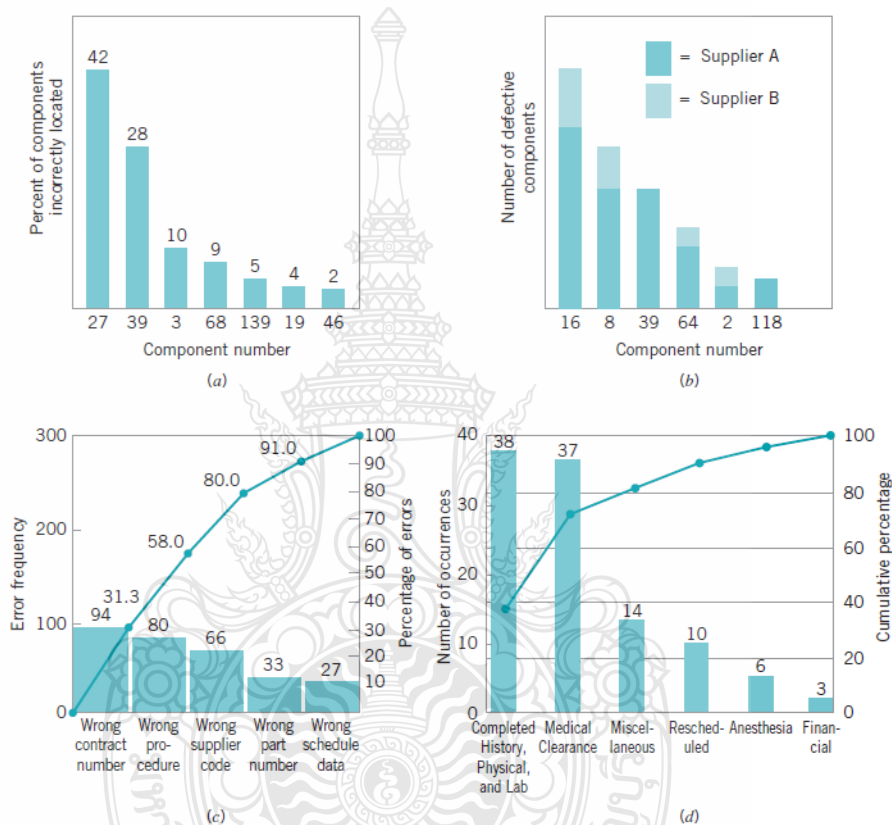 42
28
10
9
5
4
2
Percent of components
incorrectly located
27 39 3 68 139 19 46
Component number
(a)
= Supplier A
= Supplier B
Number of defective
components
16 8 39 64 2 118
Component number
(b)
300
200
100
0
Error frequency
94
80
66
33
27
31.3
58.0
80.0
91.0
100
90
80
70
60
50
40
30
20
10
Percentage of errors
Wrong
contract
number
Wrong
pro-
cedure
Wrong
supplier
code
Wrong
part
number
Wrong
schedule
data
(c)
40
30
20
10
0
Number of occurrences
38
37
14
10
6
3
100
80
60
40
20
0
Cumulative percentage
Completed
History,
Physical,
and Lab
Medical
Clearance
Miscel-
laneous
Resched-
uled
Anesthesia
Finan-
cial
(d)